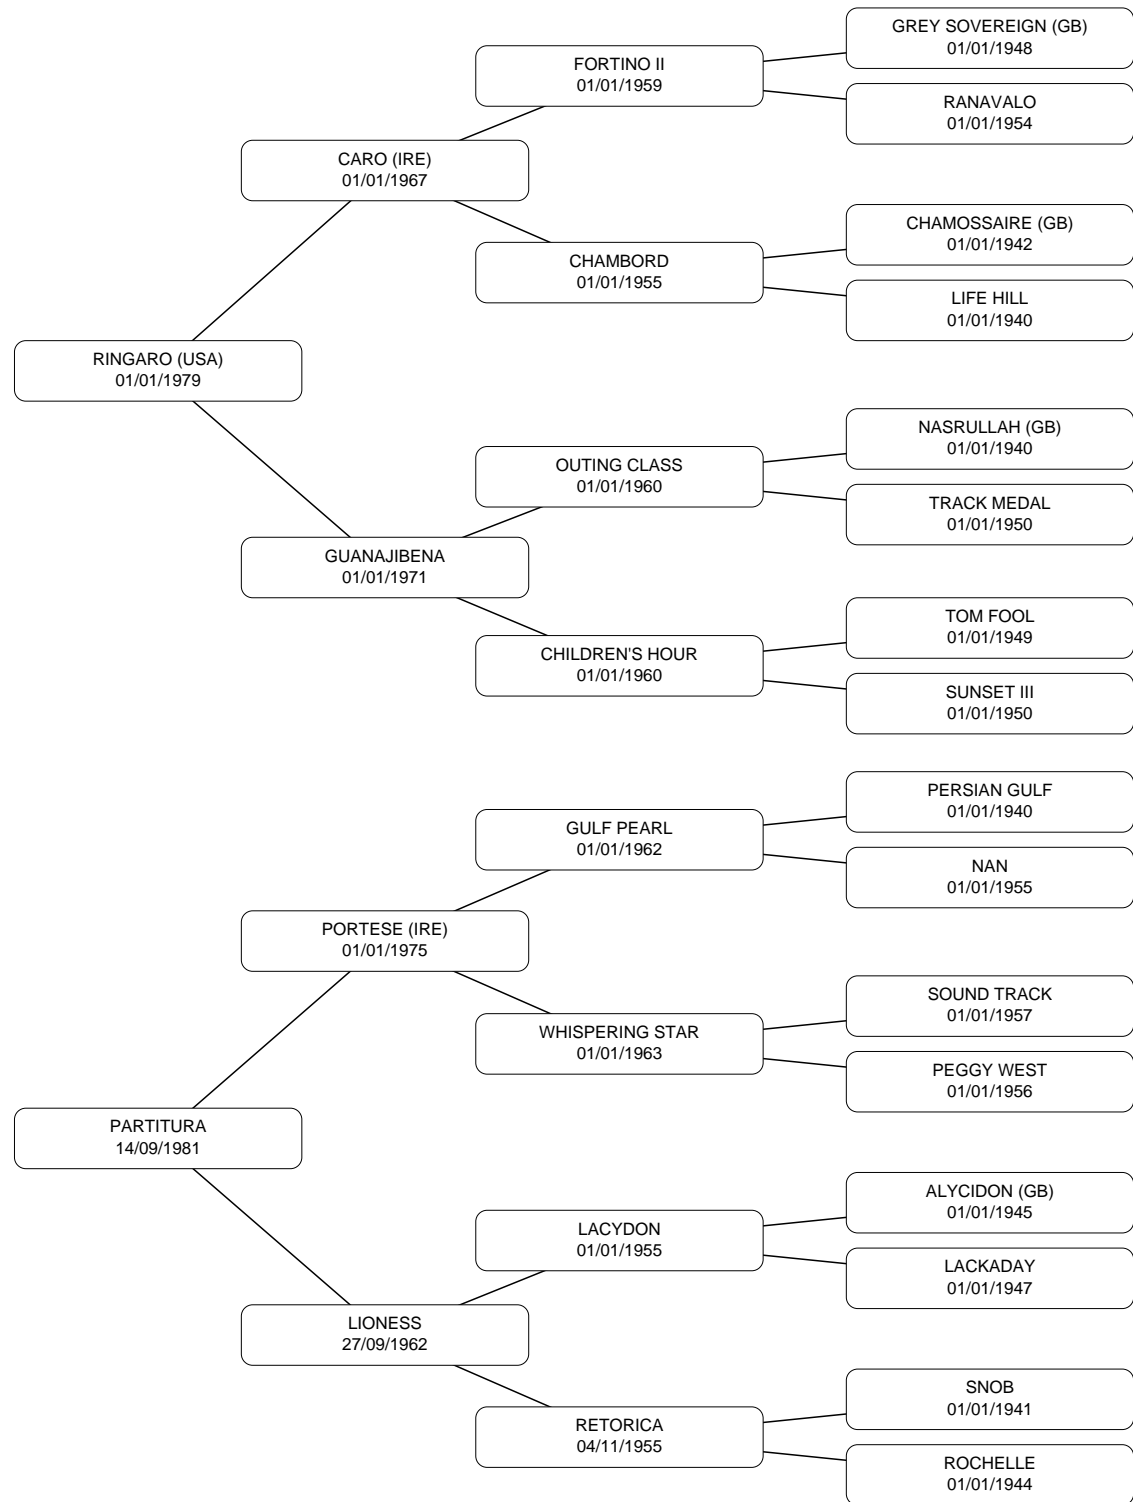 GREY SOVEREIGN (GB)
01/01/1948
FORTINO II
01/01/1959
RANAVALO
01/01/1954
CARO (IRE)
01/01/1967
CHAMOSSAIRE (GB)
01/01/1942
CHAMBORD
01/01/1955
LIFE HILL
01/01/1940
RINGARO (USA)
01/01/1979
NASRULLAH (GB)
01/01/1940
OUTING CLASS
01/01/1960
TRACK MEDAL
01/01/1950
GUANAJIBENA
01/01/1971
TOM FOOL
01/01/1949
CHILDREN'S HOUR
01/01/1960
SUNSET III
01/01/1950
PERSIAN GULF
01/01/1940
GULF PEARL
01/01/1962
NAN
01/01/1955
PORTESE (IRE)
01/01/1975
SOUND TRACK
01/01/1957
WHISPERING STAR
01/01/1963
PEGGY WEST
01/01/1956
PARTITURA
14/09/1981
ALYCIDON (GB)
01/01/1945
LACYDON
01/01/1955
LACKADAY
01/01/1947
LIONESS
27/09/1962
SNOB
01/01/1941
RETORICA
04/11/1955
ROCHELLE
01/01/1944